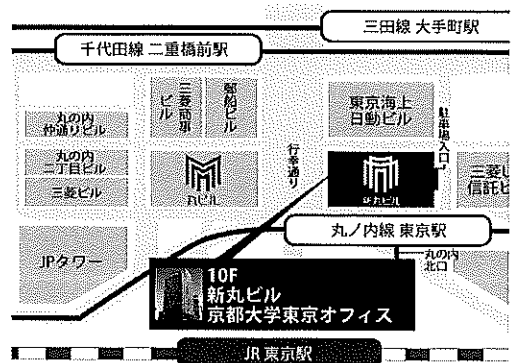 三田線 大手町駅
千代田線 二重橋前駅
三菱商事
ビル
郵船ビル
東京海上
日動ビル
駐車場入口
丸の内
仲通りビル
丸の内
二丁目ビル
三菱ビル
丸ビル
行幸通り
新丸ビル
三菱U
信託ビ
丸ノ内線 東京駅
JPタワー
丸の内
北口
10F
新丸ビル
京都大学東京オフィス
JR 東京駅